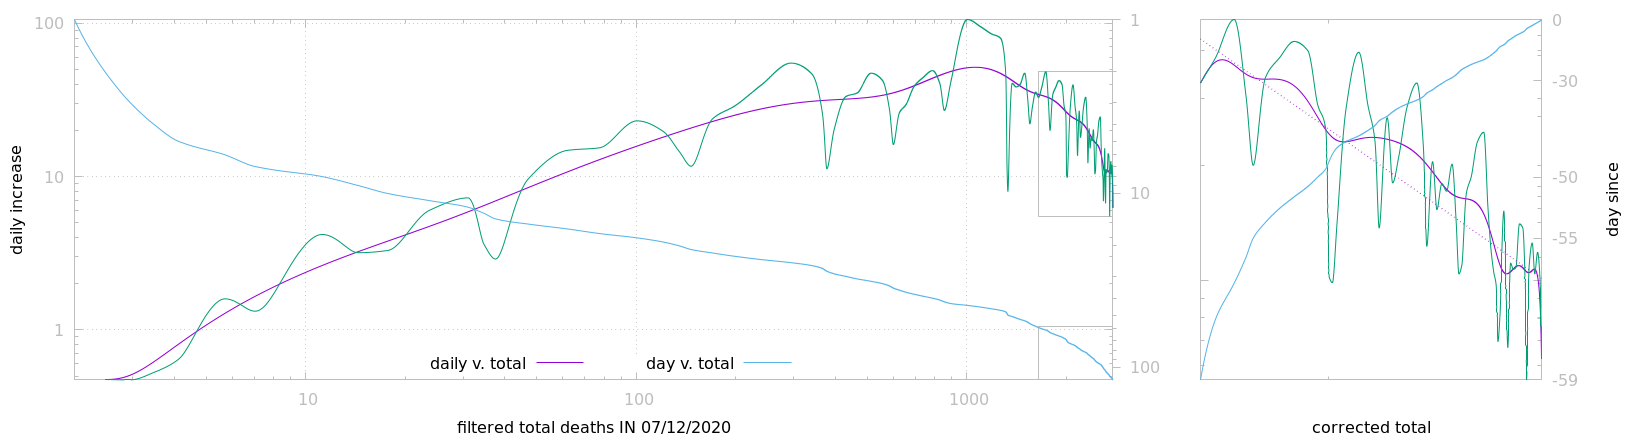 100
10
1
daily increase
10
100
1000
filtered total deaths IN 07/12/2020
daily v. total
day v. total
1
10
100
0
-30
-50
-55
-59
day since
corrected total